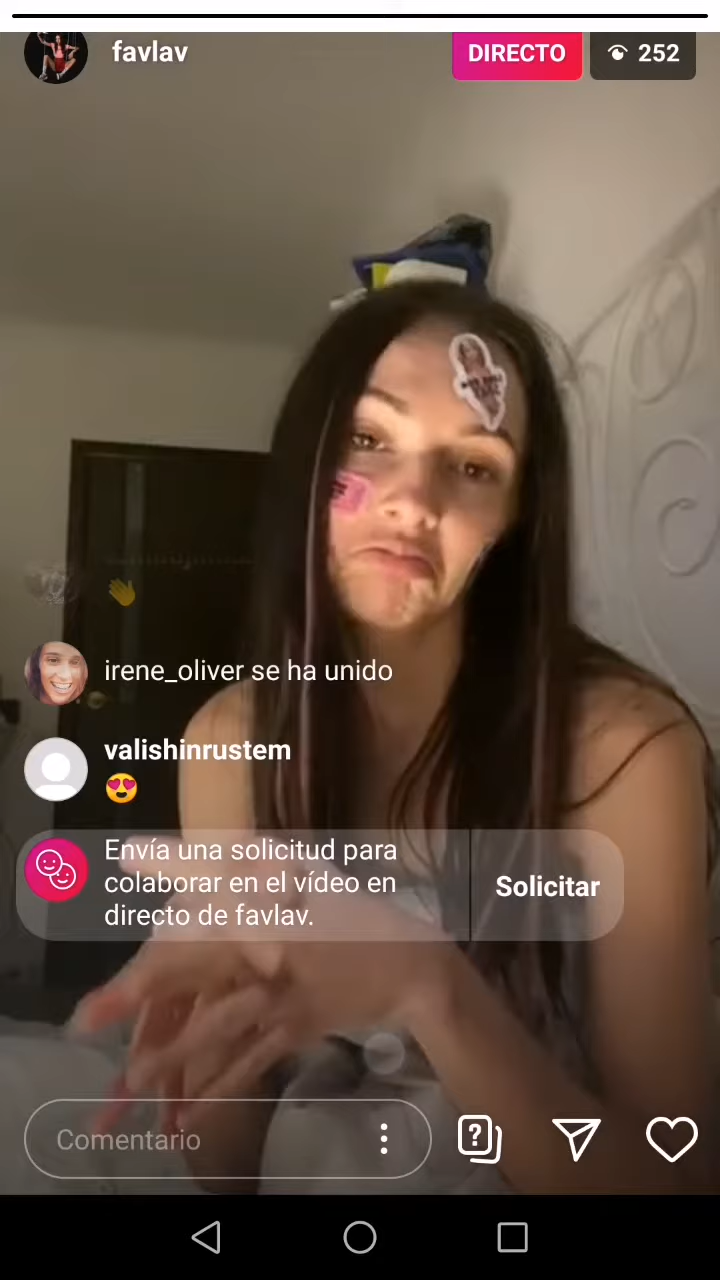 favlav
DIRECTO
252
irene_oliver se ha unido
valishinrustem
Envía una solicitud para
colaborar en el vídeo en
directo de favlav.
Solicitar
Comentario